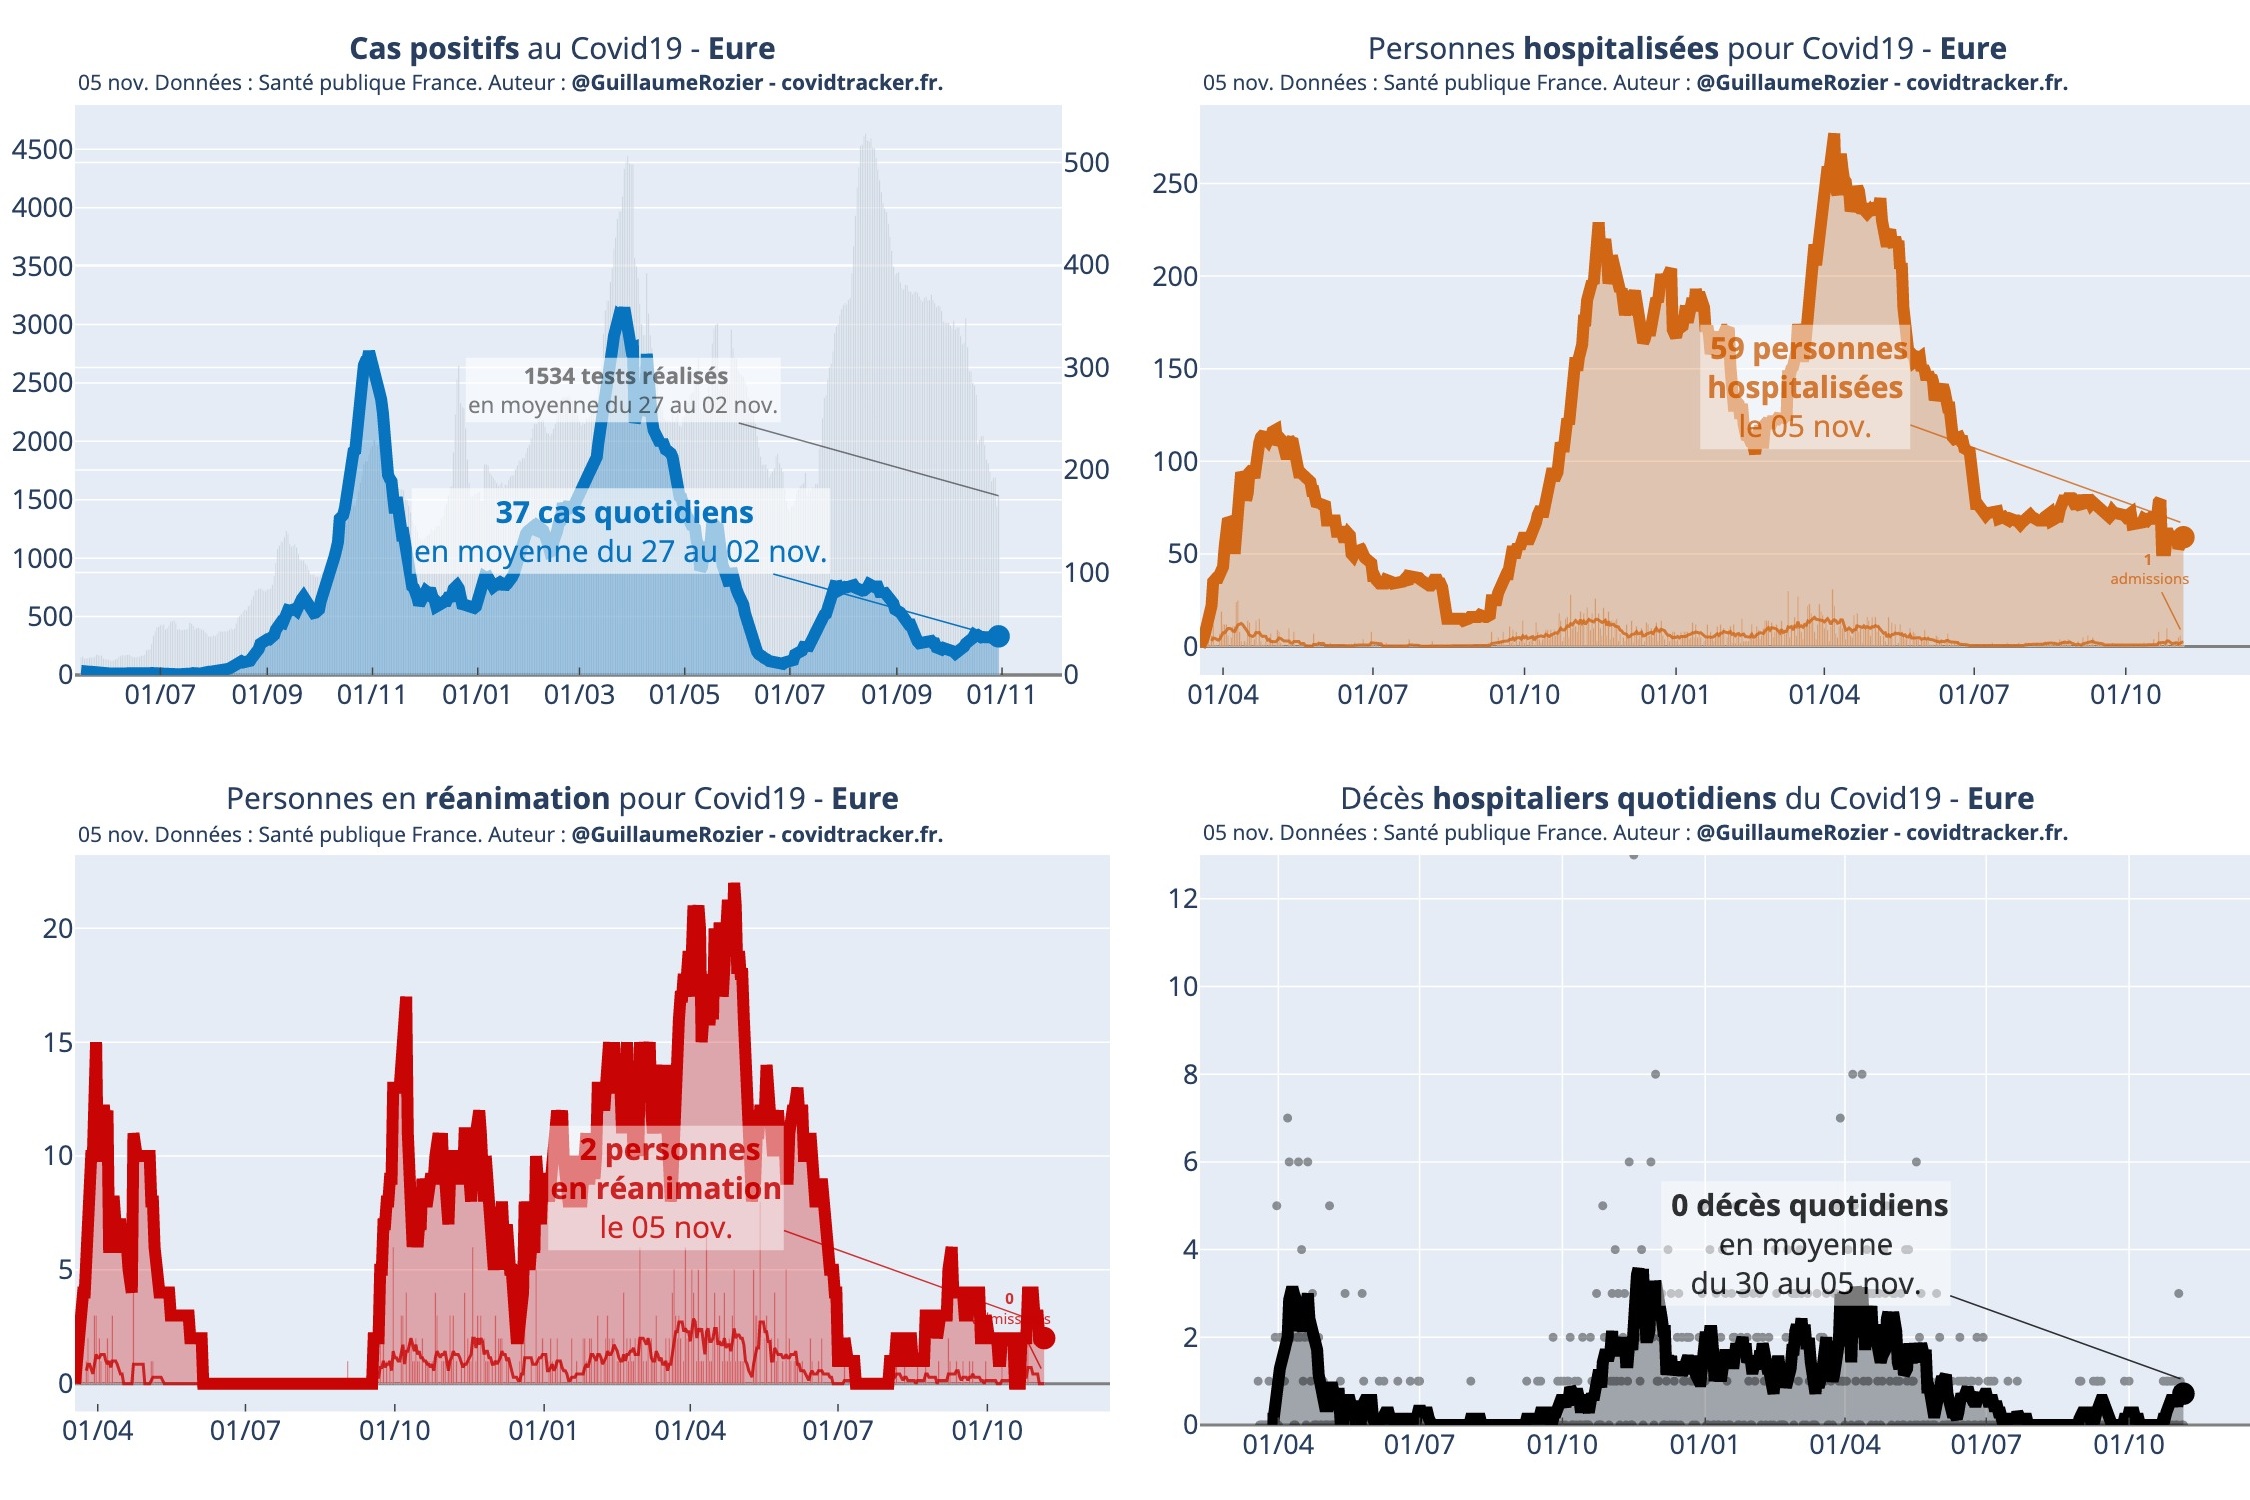 Cas positifs au Covid19 - Eure
05 nov. Données : Santé publique France. Auteur : @GuillaumeRozier - covidtracker.fr.
4500
4000
3500
3000
2500
2000
1500
1000
500
0
500
400
300
200
100
0
1534 tests réalisés
en moyenne du 27 au 02 nov.
37 cas quotidiens
en moyenne du 27 au 02 nov.
01/07 01/09 01/11 01/01 01/03 01/05 01/07 01/09 01/11
Personnes hospitalisées pour Covid19 - Eure
05 nov. Données : Santé publique France. Auteur : @GuillaumeRozier - covidtracker.fr.
250
200
150
100
50
0
59 personnes
hospitalisées
le 05 nov.
1
admissions
01/04 01/07 01/10 01/01 01/04 01/07 01/10
Personnes en réanimation pour Covid19 - Eure
05 nov. Données : Santé publique France. Auteur : @GuillaumeRozier - covidtracker.fr.
20
15
10
5
0
2 personnes
en réanimation
le 05 nov.
0
01/04 01/07 01/10 01/01 01/04 01/07 01/10
Décès hospitaliers quotidiens du Covid19 - Eure
05 nov. Données : Santé publique France. Auteur : @GuillaumeRozier - covidtracker.fr.
12
10
8
6
4
2
0
0 décès quotidiens
en moyenne
du 30 au 05 nov.
01/04 01/07 01/10 01/01 01/04 01/07 01/10